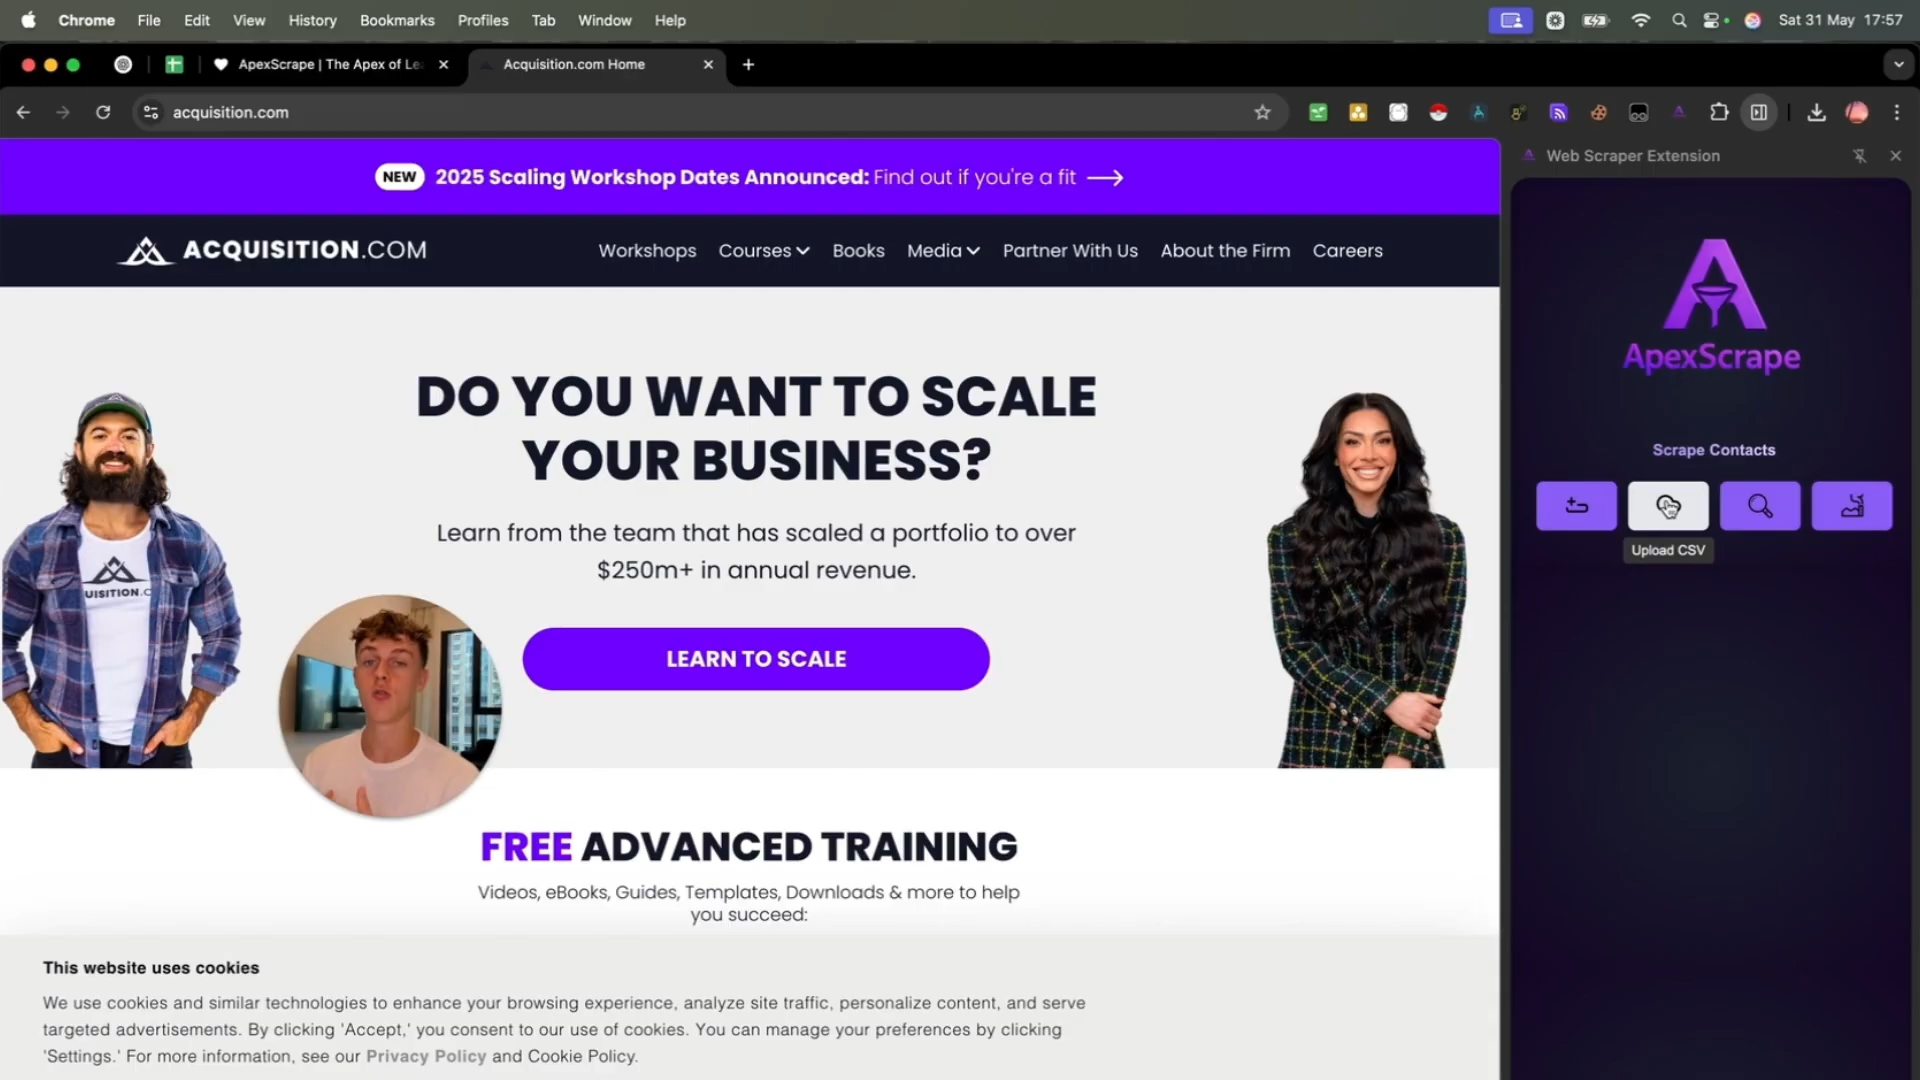 Chrome File Edit View History Bookmarks Profiles Tab Window Help Sat 31 May 17:57
ApexScrape | The Apex of Le
Acquisition.com Home
acquisition.com
Web Scraper Extension
NEW 2025 Scaling Workshop Dates Announced: Find out if you're a fit
ACQUISITION.COM
Workshops Courses Books Media Partner With Us About the Firm Careers
DO YOU WANT TO SCALE
YOUR BUSINESS?
Learn from the team that has scaled a portfolio to over
$250m+ in annual revenue.
LEARN TO SCALE
UISITION.C
FREE ADVANCED TRAINING
Videos, eBooks, Guides, Templates, Downloads & more to help
you succeed:
This website uses cookies
We use cookies and similar technologies to enhance your browsing experience, analyze site traffic, personalize content, and serve
targeted advertisements. By clicking 'Accept,' you consent to our use of cookies. You can manage your preferences by clicking
'Settings.' For more information, see our Privacy Policy and Cookie Policy.
ApexScrape
Scrape Contacts
Upload CSV